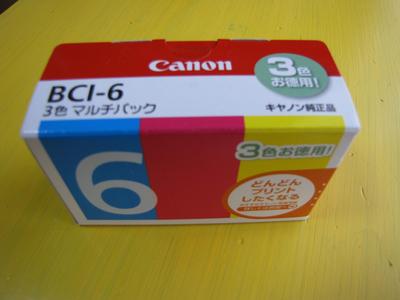 Canon
3色
お徳用!
BCI-6
3色 マルチパック
キヤノン純正品
6
3色お徳用!
どんどん
プリント
したくなる